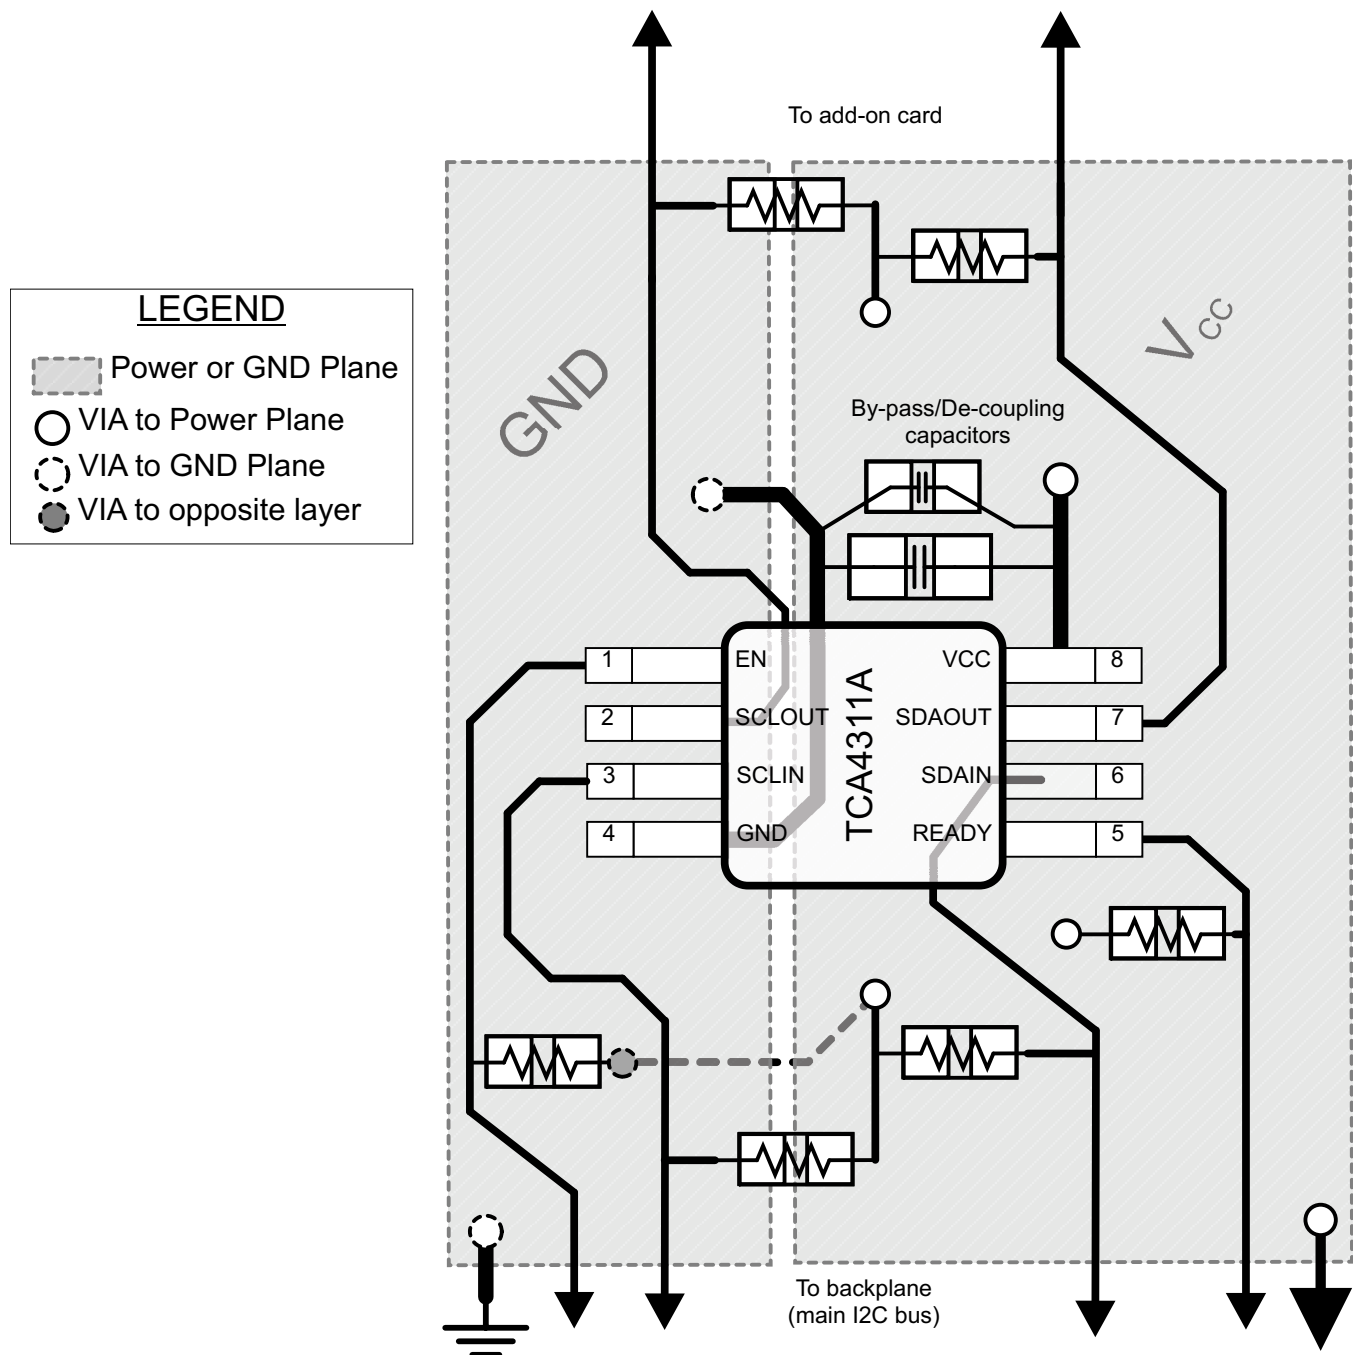 To add-on card
LEGEND
Power or GND Plane
VIA to Power Plane
VIA to GND Plane
VIA to opposite layer
GND
VCC
By-pass/De-coupling
capacitors
1 EN VCC 8
2 SCLOUT SDAOUT 7
3 SCLIN SDAIN 6
4 GND READY 5
TCA4311A
To backplane
(main I2C bus)